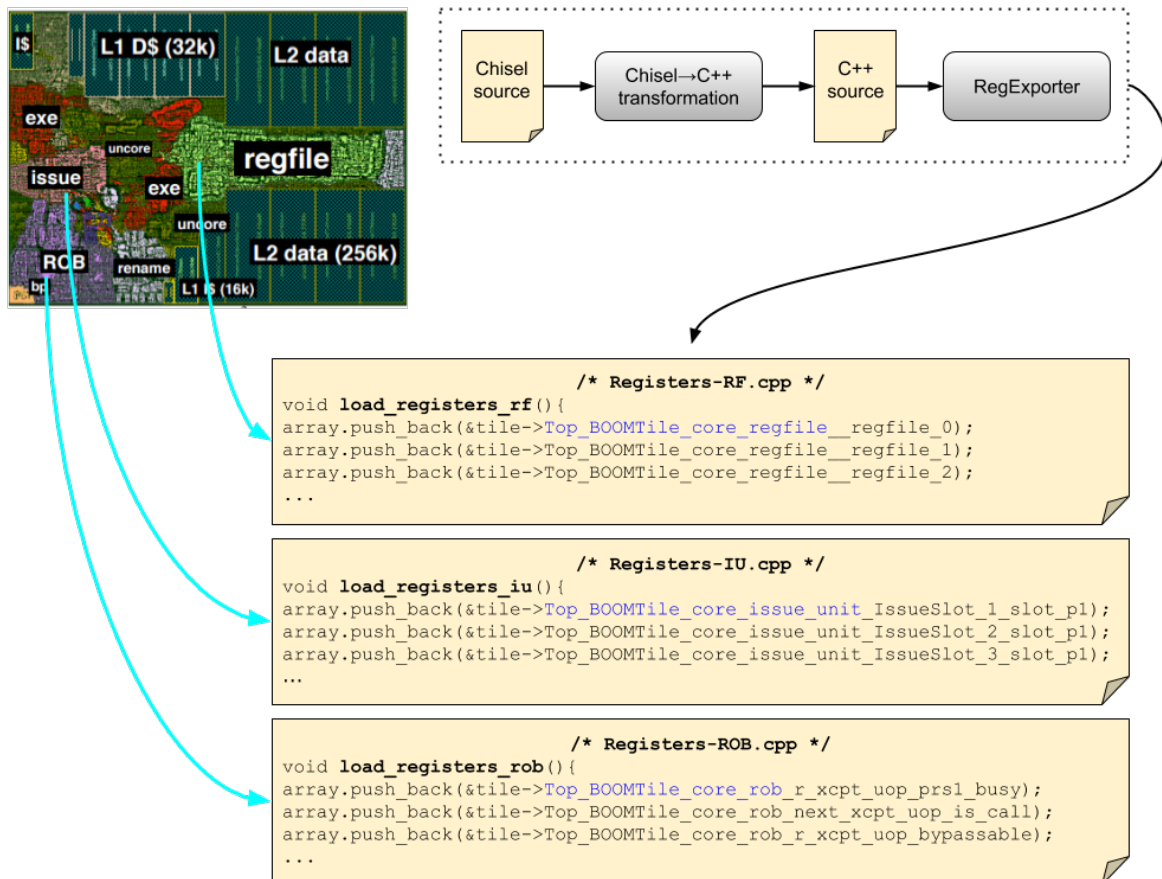 I$
L1 D$ (32k)
L2 data
exe
uncore
regfile
issue
exe
uncore
ROB
rename
L2 data (256k)
bp
L1 I$ (16k)
Chisel
source
Chisel→C++
transformation
C++
source
RegExporter
/* Registers-RF.cpp */
void load_registers_rf(){
array.push_back(&tile->Top_BOOMTile_core_regfile__regfile_0);
array.push_back(&tile->Top_BOOMTile_core_regfile__regfile_1);
array.push_back(&tile->Top_BOOMTile_core_regfile__regfile_2);
...
/* Registers-IU.cpp */
void load_registers_iu(){
array.push_back(&tile->Top_BOOMTile_core_issue_unit_IssueSlot_1_slot_p1);
array.push_back(&tile->Top_BOOMTile_core_issue_unit_IssueSlot_2_slot_p1);
array.push_back(&tile->Top_BOOMTile_core_issue_unit_IssueSlot_3_slot_p1);
...
/* Registers-ROB.cpp */
void load_registers_rob(){
array.push_back(&tile->Top_BOOMTile_core_rob_r_xcpt_uop_prs1_busy);
array.push_back(&tile->Top_BOOMTile_core_rob_next_xcpt_uop_is_call);
array.push_back(&tile->Top_BOOMTile_core_rob_r_xcpt_uop_bypassable);
...